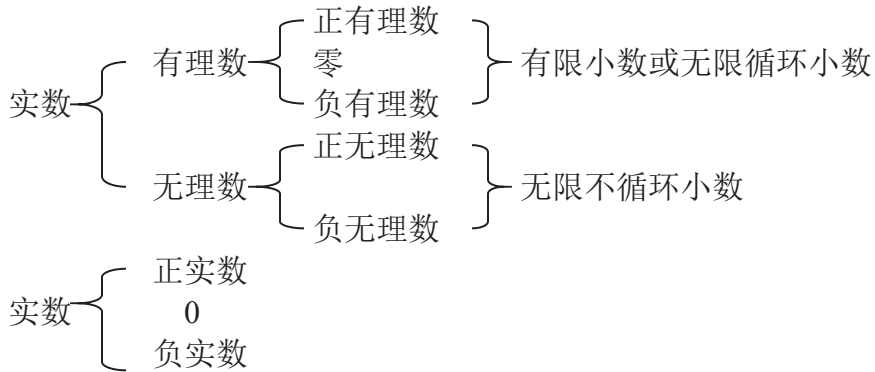 正有理数
有理数 零 有限小数或无限循环小数
实数 负有理数
正无理数
无理数 无限不循环小数
负无理数
正实数
实数 0
负实数